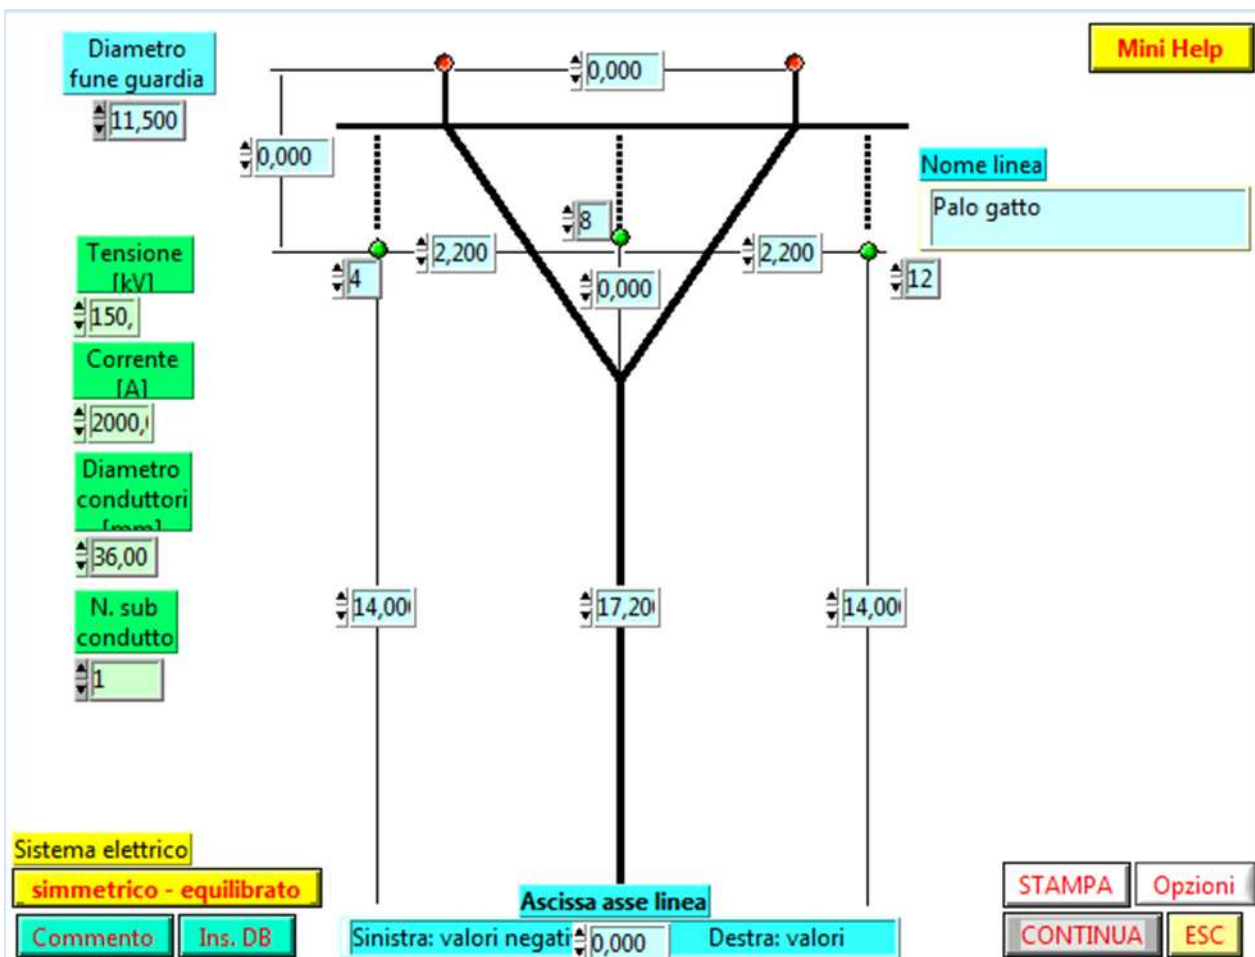 Diametro
fune guardia
11,500
0,000
Mini Help
0,000
Nome linea
Palo gatto
8
Tensione
[kV]
150,
2,200
2,200
4
0,000
12
Corrente
[A]
2000,
Diametro
conduttori
[mm]
36,00
14,00
17,20
14,00
N. sub
condutto
1
Sistema elettrico
simmetrico - equilibrato
Commento
Ins. DB
Ascissa asse linea
Sinistra: valori negati
0,000
Destra: valori
STAMPA
Opzioni
CONTINUA
ESC